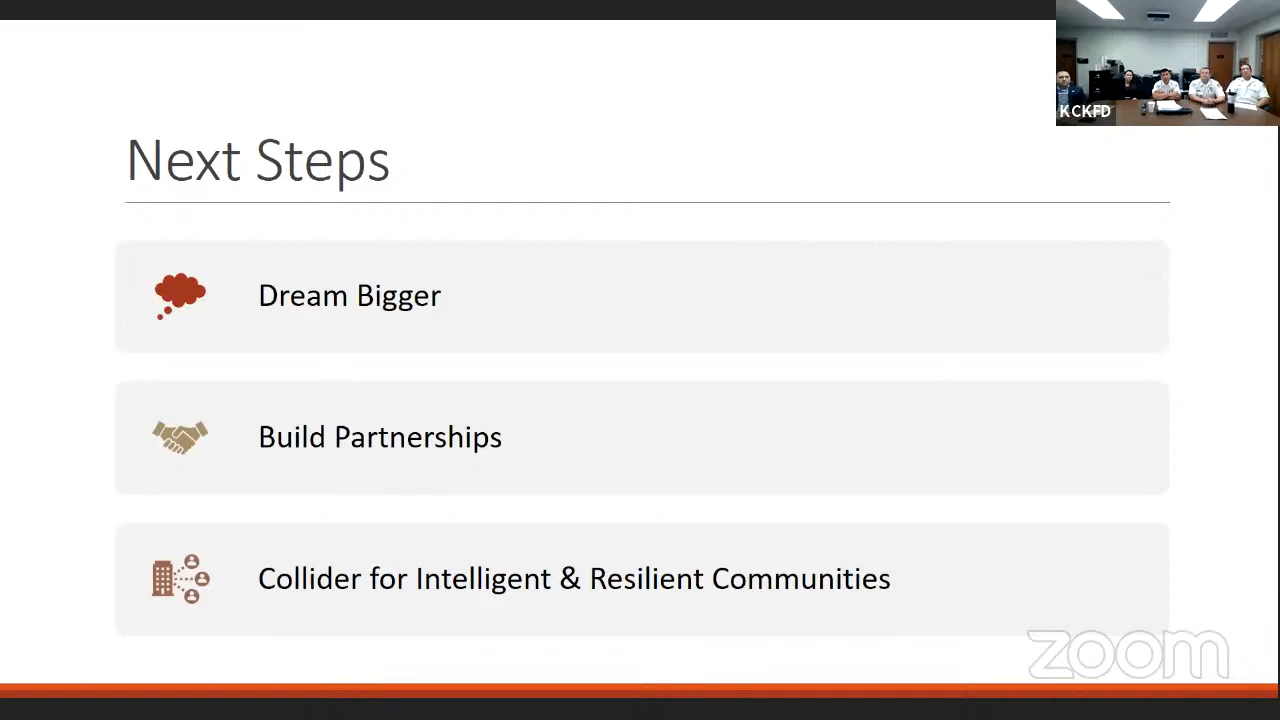 KCKFD
Next Steps
Dream Bigger
Build Partnerships
Collider for Intelligent & Resilient Communities
zoom